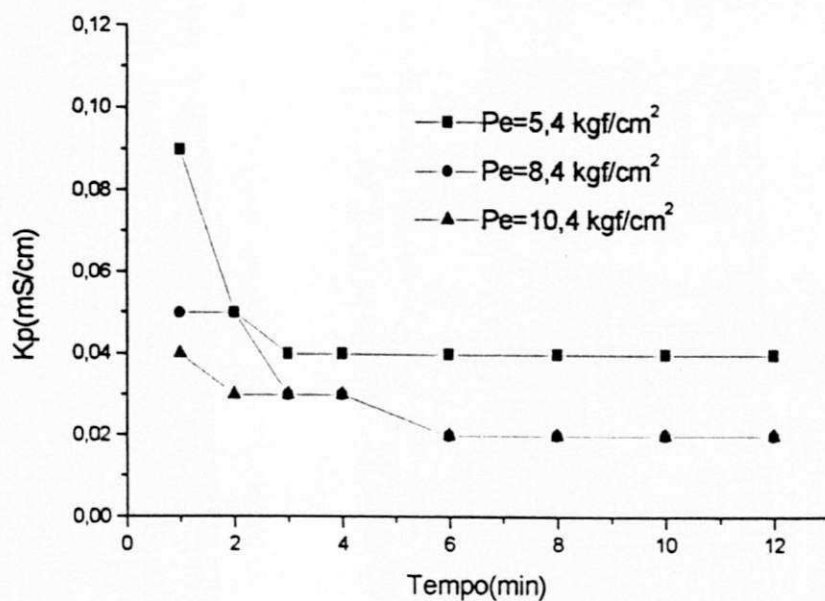 0,12
0,10
0,08
0,06
0,04
0,02
0,00
Kp(mS/cm)
Pe=5,4 kgf/cm²
Pe=8,4 kgf/cm²
Pe=10,4 kgf/cm²
0 2 4 6 8 10 12
Tempo(min)